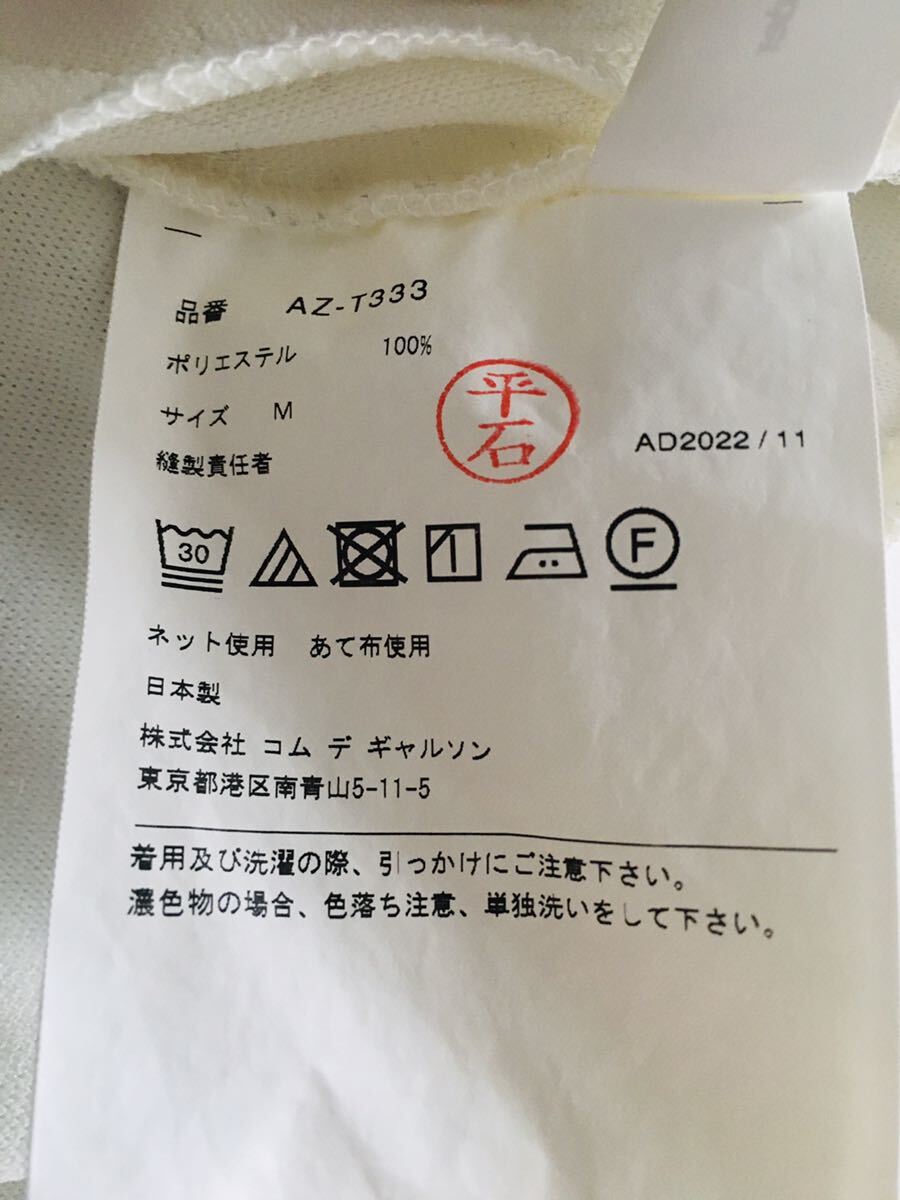 品番 AZ-T333
ポリエステル 100%
サイズ M
縫製責任者
平石
AD2022/11
30
F
ネット使用 あて布使用
日本製
株式会社 コム デ ギャルソン
東京都港区南青山5-11-5
着用及び洗濯の際、引っかけにご注意下さい。
濃色物の場合、色落ち注意、単独洗いをして下さい。